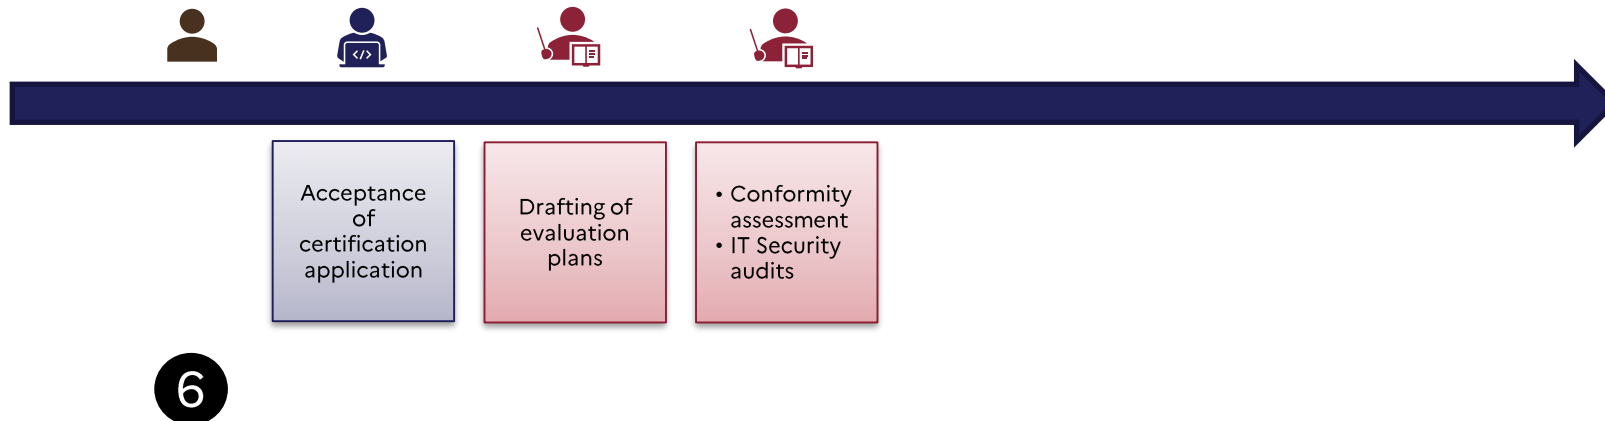 </>
Acceptance
of
certification
application
Drafting of
evaluation
plans
• Conformity
assessment
• IT Security
audits
6